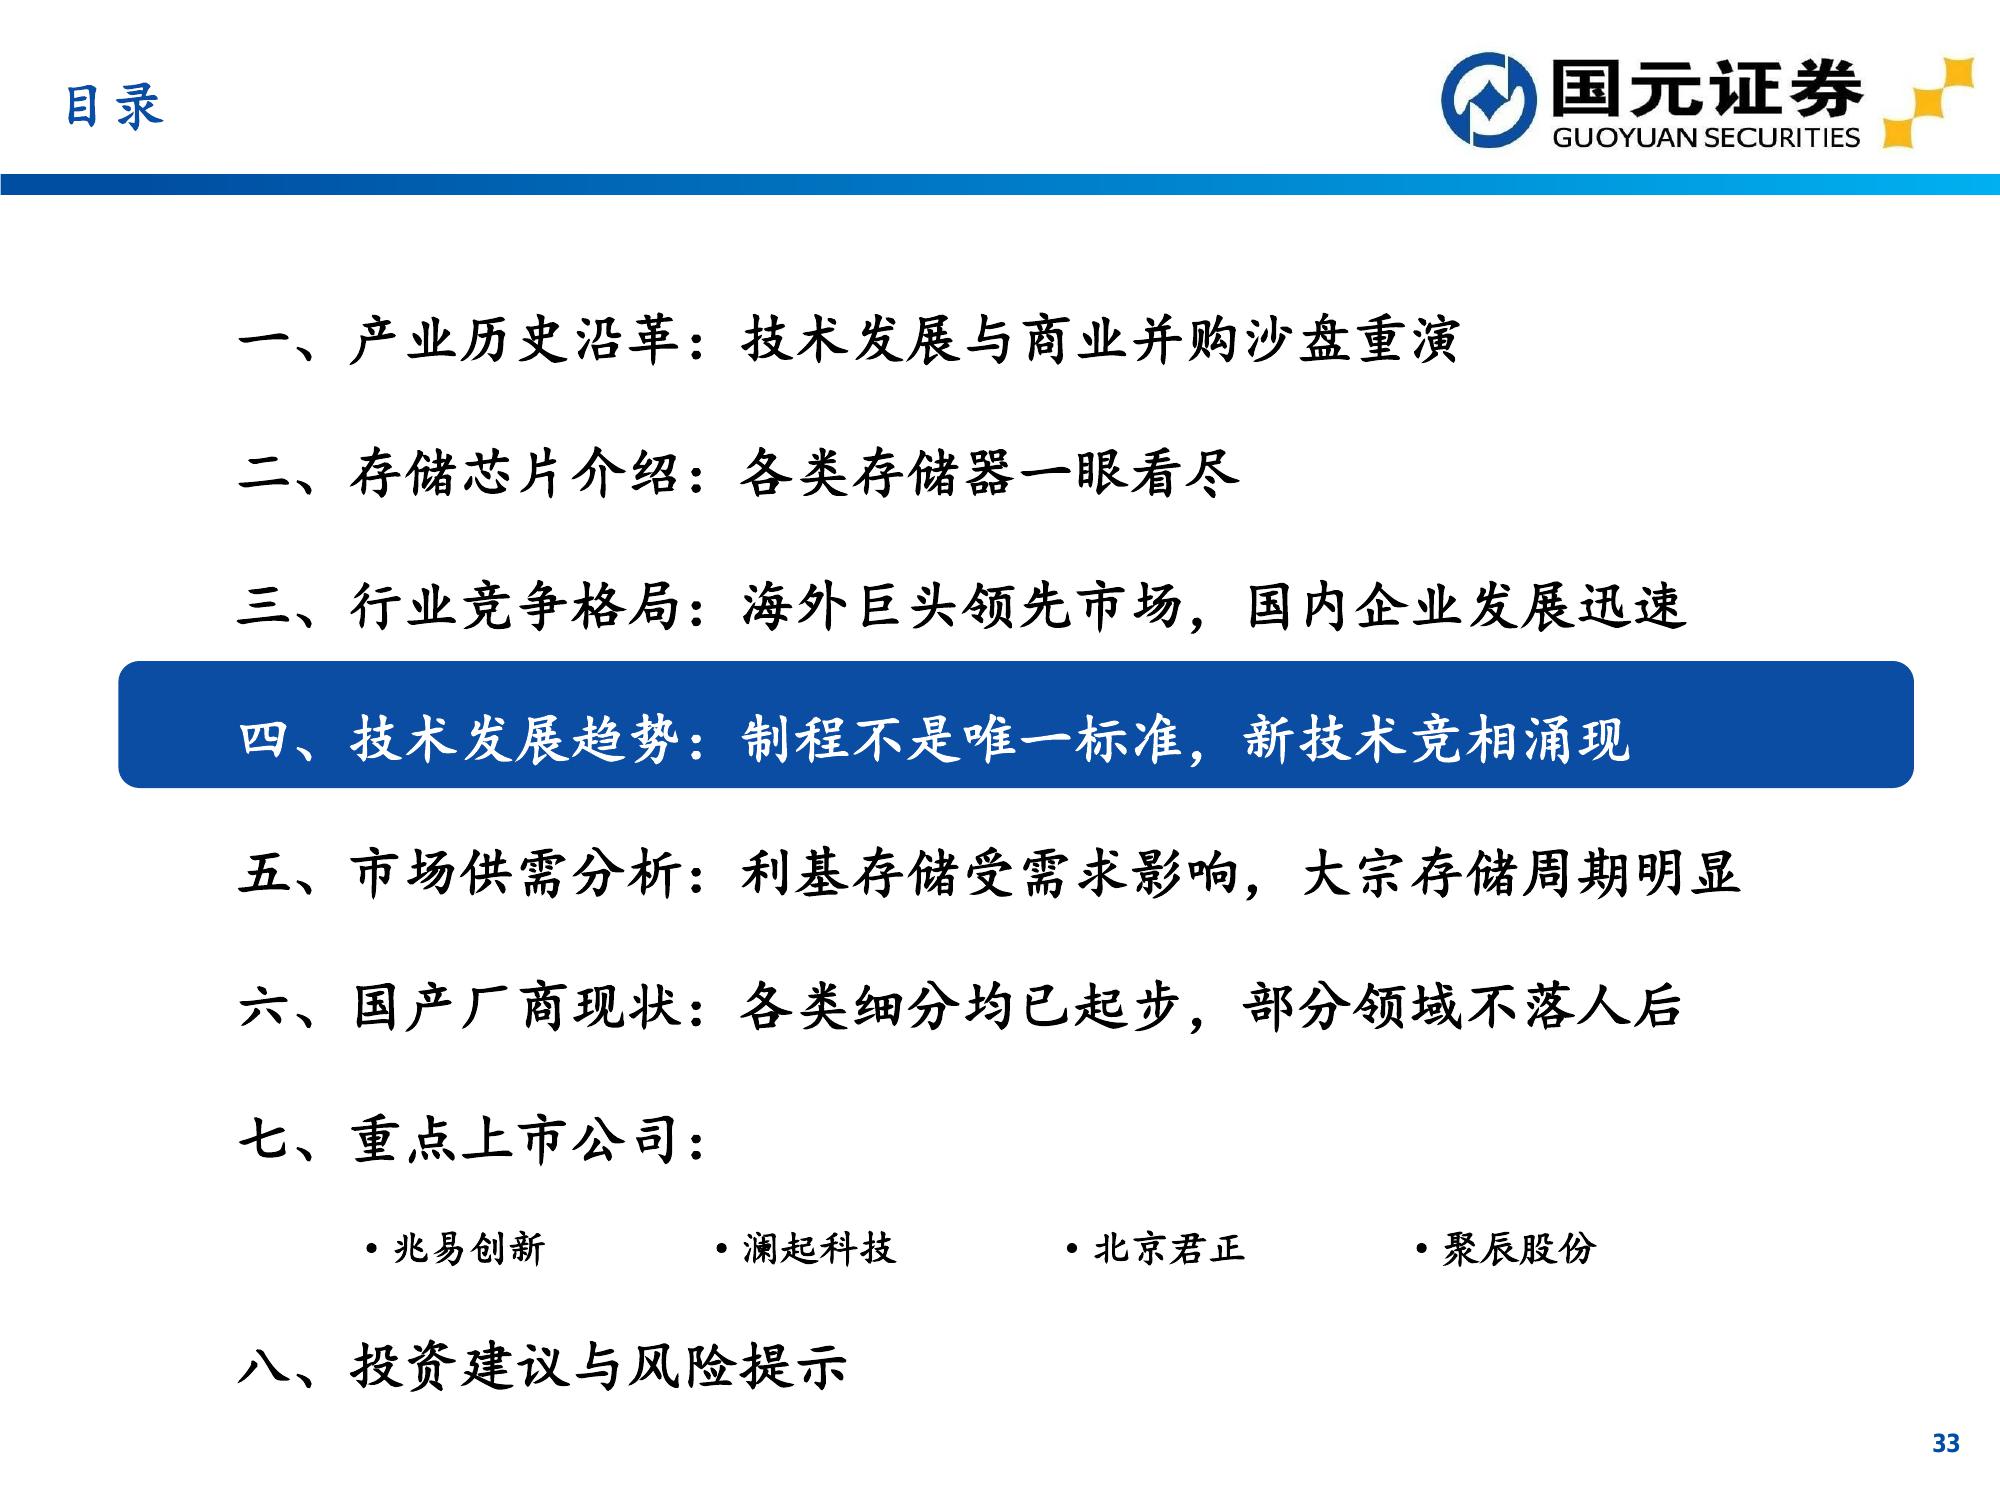 目录
国元证券
GUOYUAN SECURITIES
一、产业历史沿革：技术发展与商业并购沙盘重演
二、存储芯片介绍：各类存储器一眼看尽
三、行业竞争格局：海外巨头领先市场，国内企业发展迅速
四、技术发展趋势：制程不是唯一标准，新技术竞相涌现
五、市场供需分析：利基存储受需求影响，大宗存储周期明显
六、国产厂商现状：各类细分均已起步，部分领域不落人后
七、重点上市公司：
• 兆易创新 • 澜起科技 • 北京君正 • 聚辰股份
八、投资建议与风险提示
33